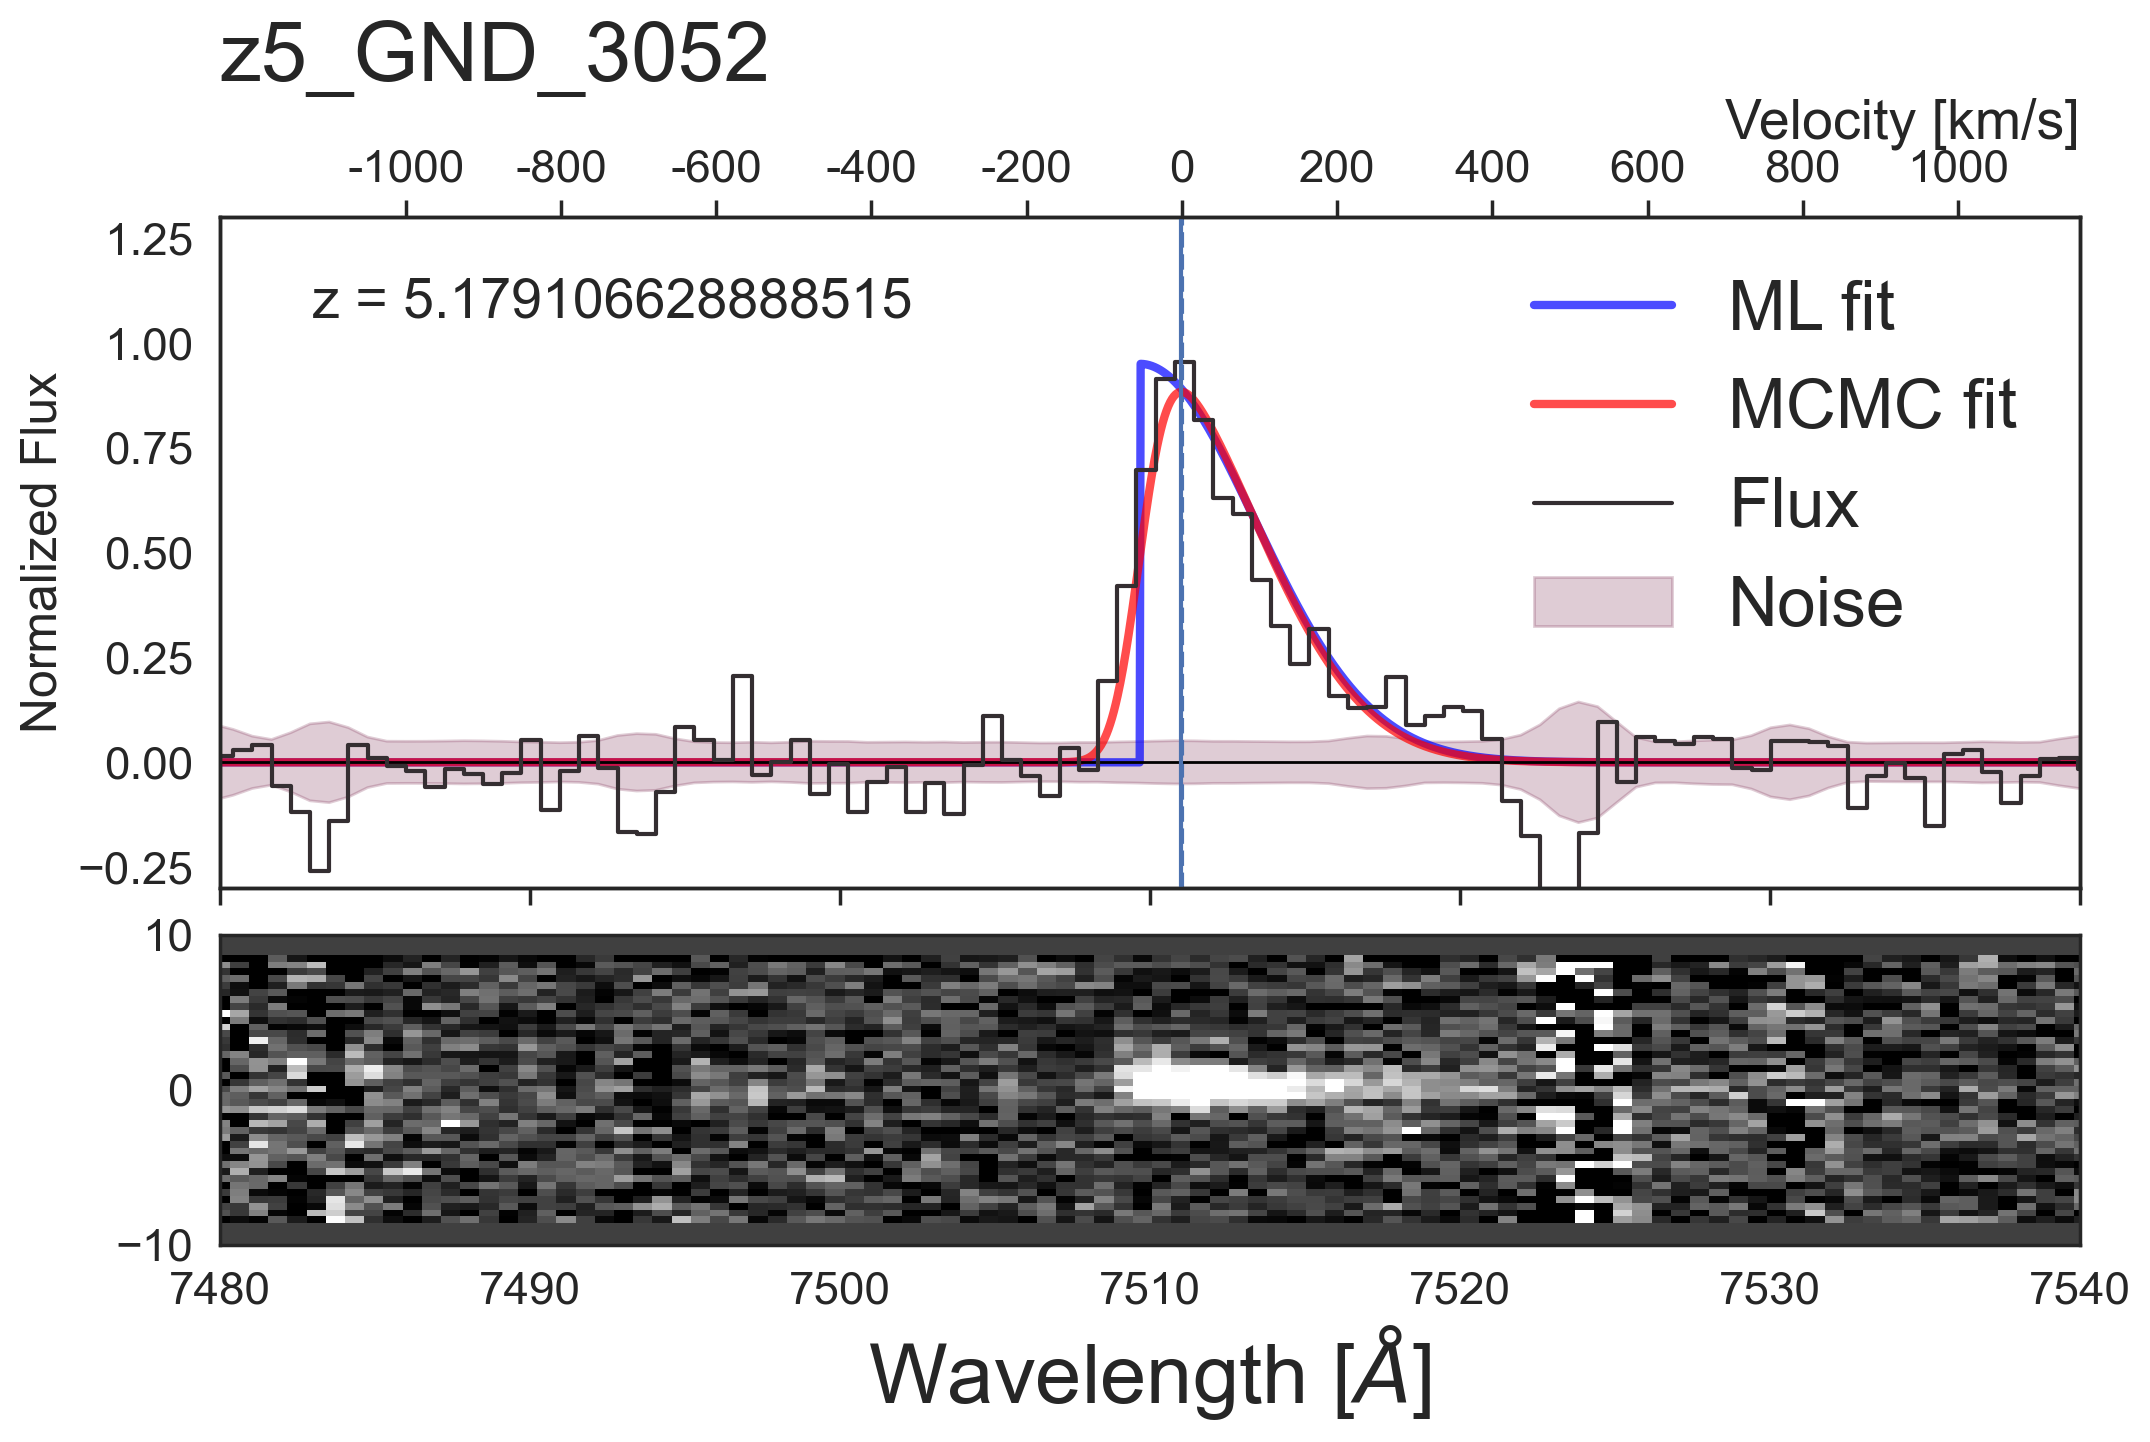 z5_GND_3052
Velocity [km/s]
-1000 -800 -600 -400 -200 0 200 400 600 800 1000
1.25
1.00
0.75
0.50
0.25
0.00
−0.25
Normalized Flux
z = 5.179106628888515
ML fit
MCMC fit
Flux
Noise
10
0
−10
7480 7490 7500 7510 7520 7530 7540
Wavelength [Å]